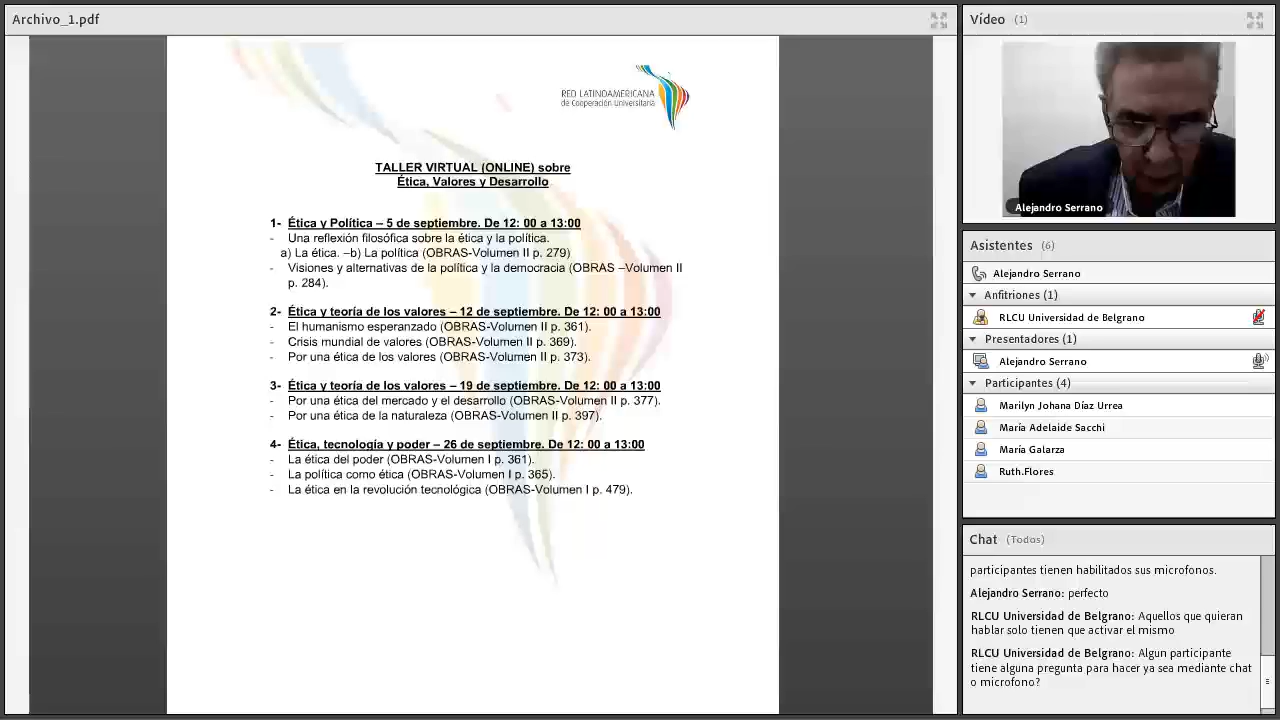 Archivo_1.pdf
RED LATINOAMERICANA
de Cooperación Universitaria
TALLER VIRTUAL (ONLINE) sobre
Ética, Valores y Desarrollo
1- Ética y Política – 5 de septiembre. De 12: 00 a 13:00
- Una reflexión filosófica sobre la ética y la política.
a) La ética. –b) La política (OBRAS-Volumen II p. 279)
- Visiones y alternativas de la política y la democracia (OBRAS –Volumen II
p. 284).
2- Ética y teoría de los valores – 12 de septiembre. De 12: 00 a 13:00
- El humanismo esperanzado (OBRAS-Volumen II p. 361).
- Crisis mundial de valores (OBRAS-Volumen II p. 369).
- Por una ética de los valores (OBRAS-Volumen II p. 373).
3- Ética y teoría de los valores – 19 de septiembre. De 12: 00 a 13:00
- Por una ética del mercado y el desarrollo (OBRAS-Volumen II p. 377).
- Por una ética de la naturaleza (OBRAS-Volumen II p. 397).
4- Ética, tecnología y poder – 26 de septiembre. De 12: 00 a 13:00
- La ética del poder (OBRAS-Volumen I p. 361).
- La política como ética (OBRAS-Volumen I p. 365).
- La ética en la revolución tecnológica (OBRAS-Volumen I p. 479).
Vídeo (1)
Alejandro Serrano
Asistentes (6)
Alejandro Serrano
Anfitriones (1)
RLCU Universidad de Belgrano
Presentadores (1)
Alejandro Serrano
Participantes (4)
Marilyn Johana Díaz Urrea
María Adelaide Sacchi
María Galarza
Ruth.Flores
Chat (Todos)
participantes tienen habilitados sus microfonos.
Alejandro Serrano: perfecto
RLCU Universidad de Belgrano: Aquellos que quieran
hablar solo tienen que activar el mismo
RLCU Universidad de Belgrano: Algun participante
tiene alguna pregunta para hacer ya sea mediante chat
o microfono?